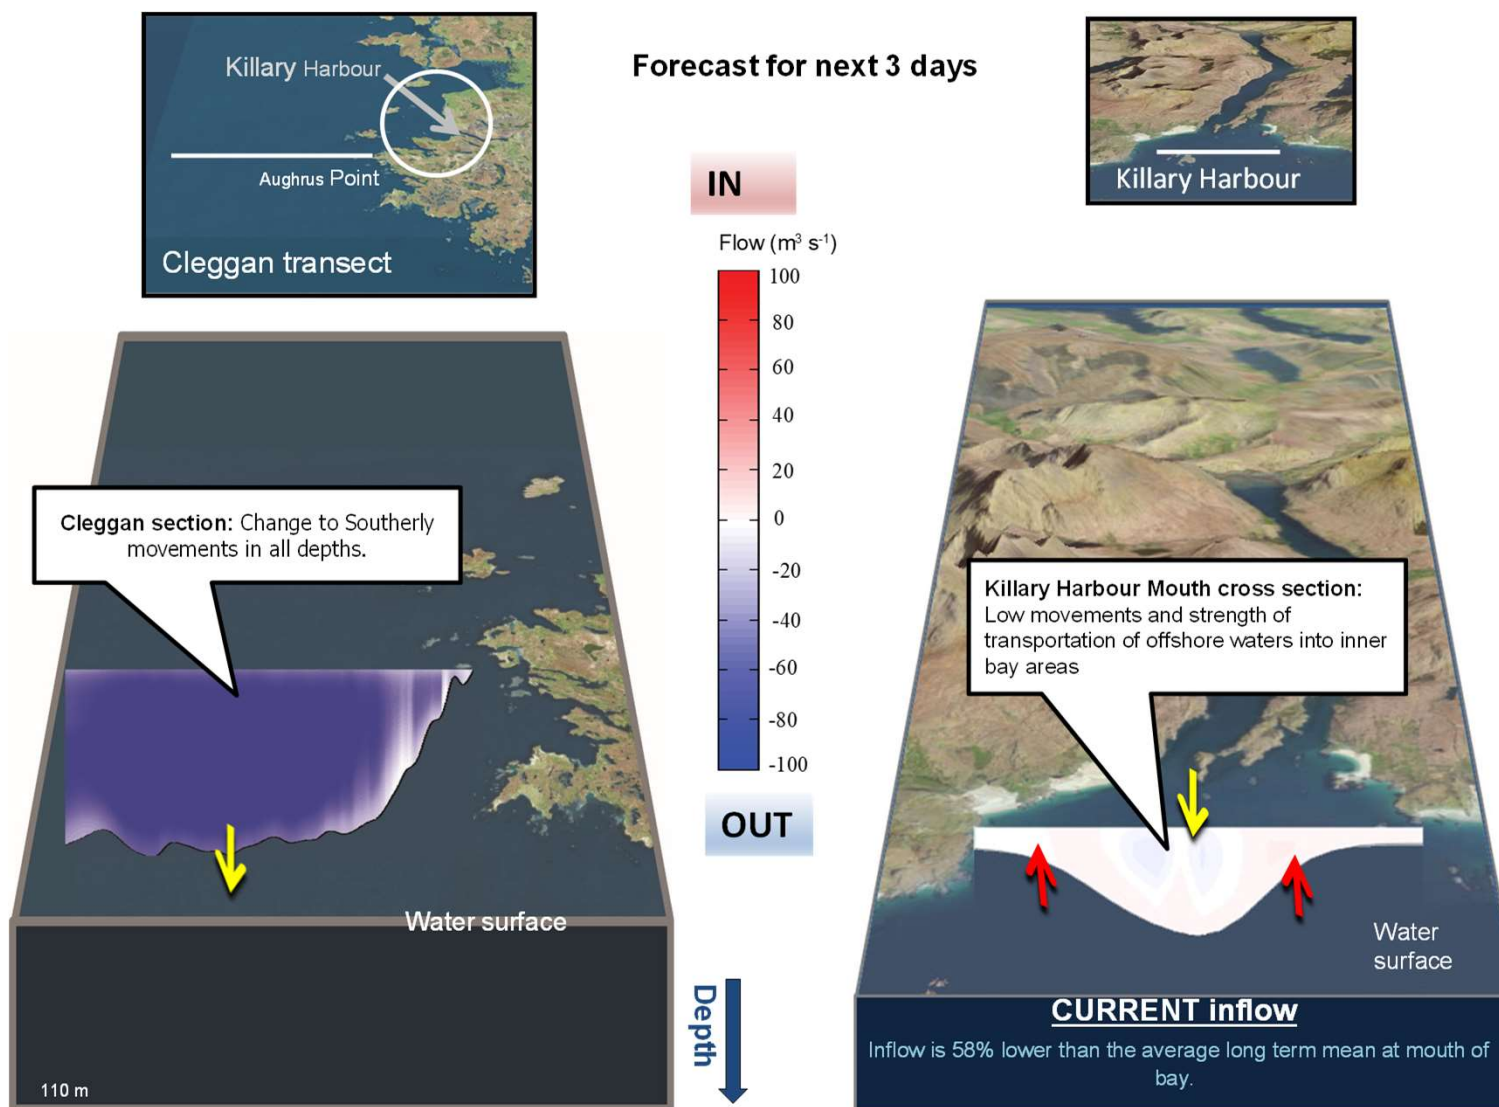 Killary Harbour
Aughrus Point
Cleggan transect
Forecast for next 3 days
Killary Harbour
IN
Flow (m³ s⁻¹)
100
80
60
40
20
0
-20
-40
-60
-80
-100
OUT
Cleggan section: Change to Southerly
movements in all depths.
Water surface
110 m
Depth
Killary Harbour Mouth cross section:
Low movements and strength of
transportation of offshore waters into inner
bay areas
Water
surface
CURRENT inflow
Inflow is 58% lower than the average long term mean at mouth of
bay.